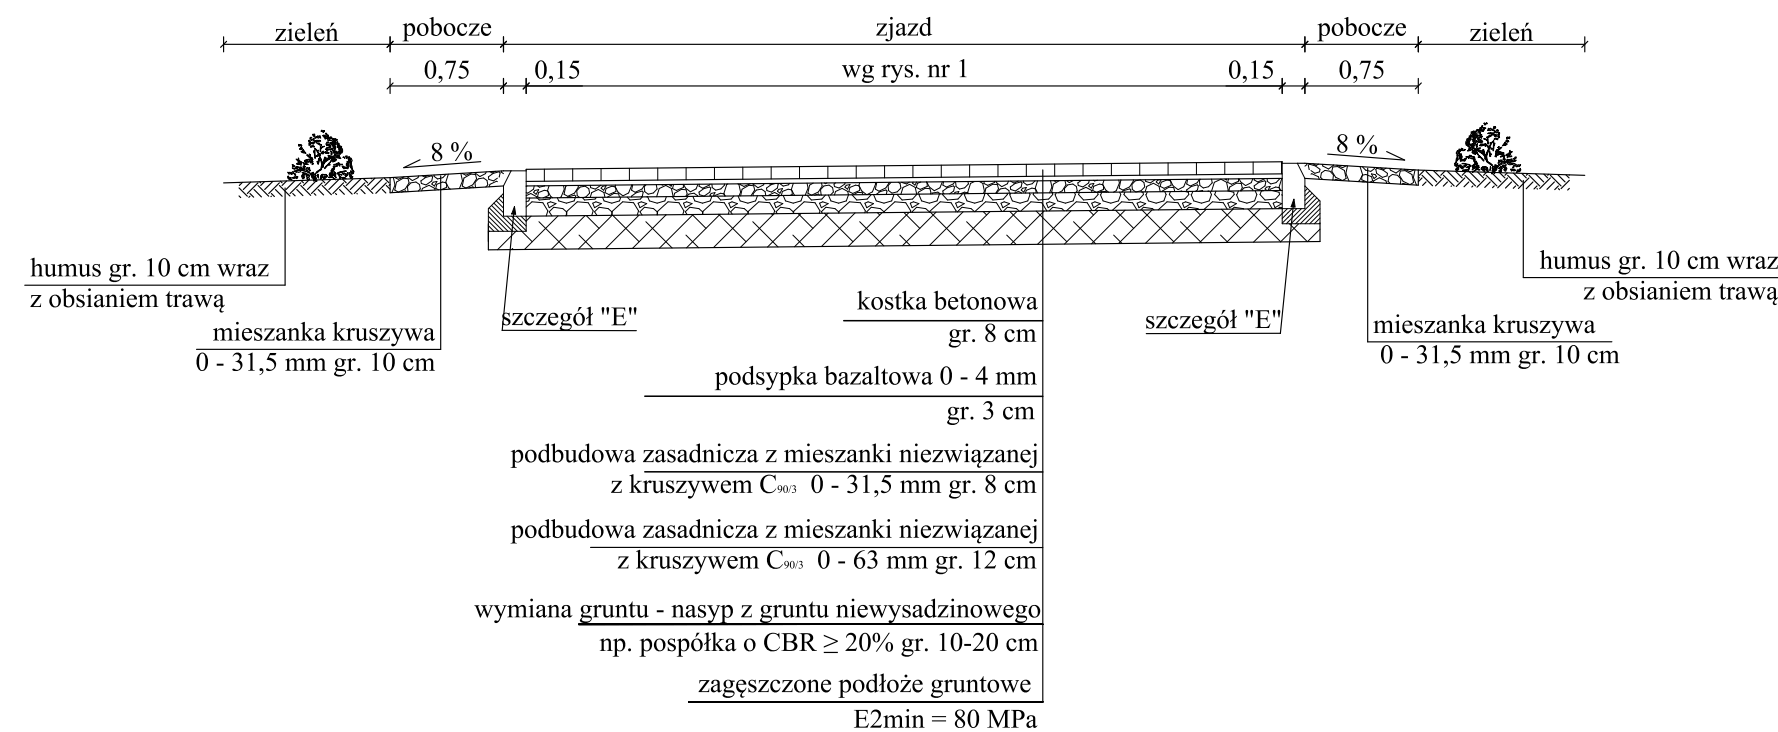 zieleń pobocze zjazd pobocze zieleń
0,75 0,15 wg rys. nr 1 0,15 0,75
8 % 8 %
humus gr. 10 cm wraz
z obsianiem trawą
mieszanka kruszywa
0 - 31,5 mm gr. 10 cm
szczegół "E"
kostka betonowa
gr. 8 cm
podsypka bazaltowa 0 - 4 mm
gr. 3 cm
podbudowa zasadnicza z mieszanki niezwiązanej
z kruszywem C90/3 0 - 31,5 mm gr. 8 cm
podbudowa zasadnicza z mieszanki niezwiązanej
z kruszywem C90/3 0 - 63 mm gr. 12 cm
wymiana gruntu - nasyp z gruntu niewysadzinowego
np. pospółka o CBR ≥ 20% gr. 10-20 cm
zagęszczone podłoże gruntowe
E2min = 80 MPa
szczegół "E"
mieszanka kruszywa
0 - 31,5 mm gr. 10 cm
humus gr. 10 cm wraz
z obsianiem trawą